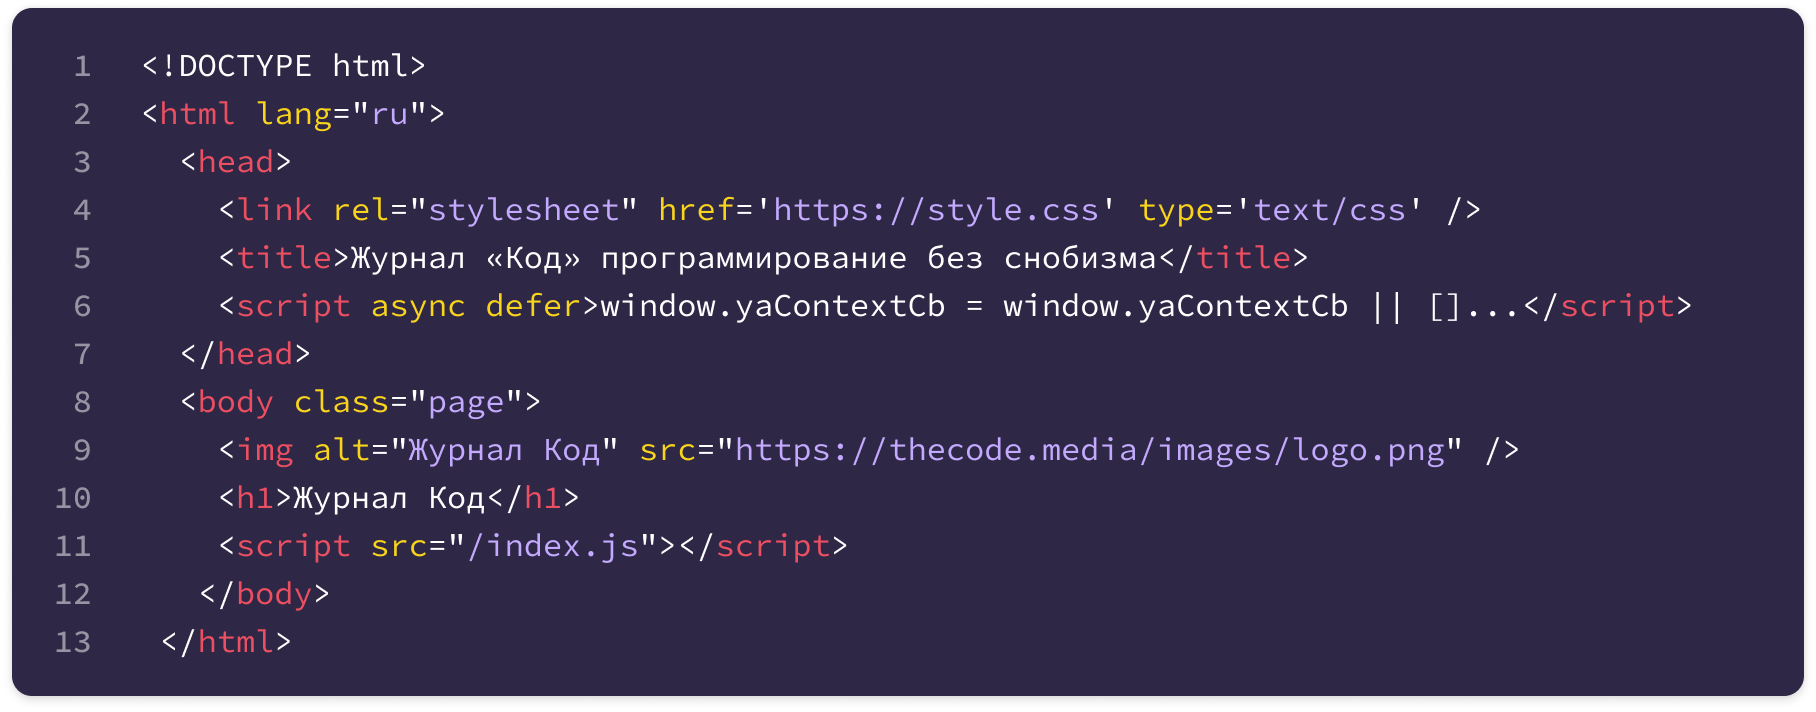 1 <!DOCTYPE html>
2 <html lang="ru">
3 <head>
4 <link rel="stylesheet" href='https://style.css' type='text/css' />
5 <title>Журнал «Код» программирование без снобизма</title>
6 <script async defer>window.yaContextCb = window.yaContextCb || []...</script>
7 </head>
8 <body class="page">
9 <img alt="Журнал Код" src="https://thecode.media/images/logo.png" />
10 <h1>Журнал Код</h1>
11 <script src="/index.js"></script>
12 </body>
13 </html>